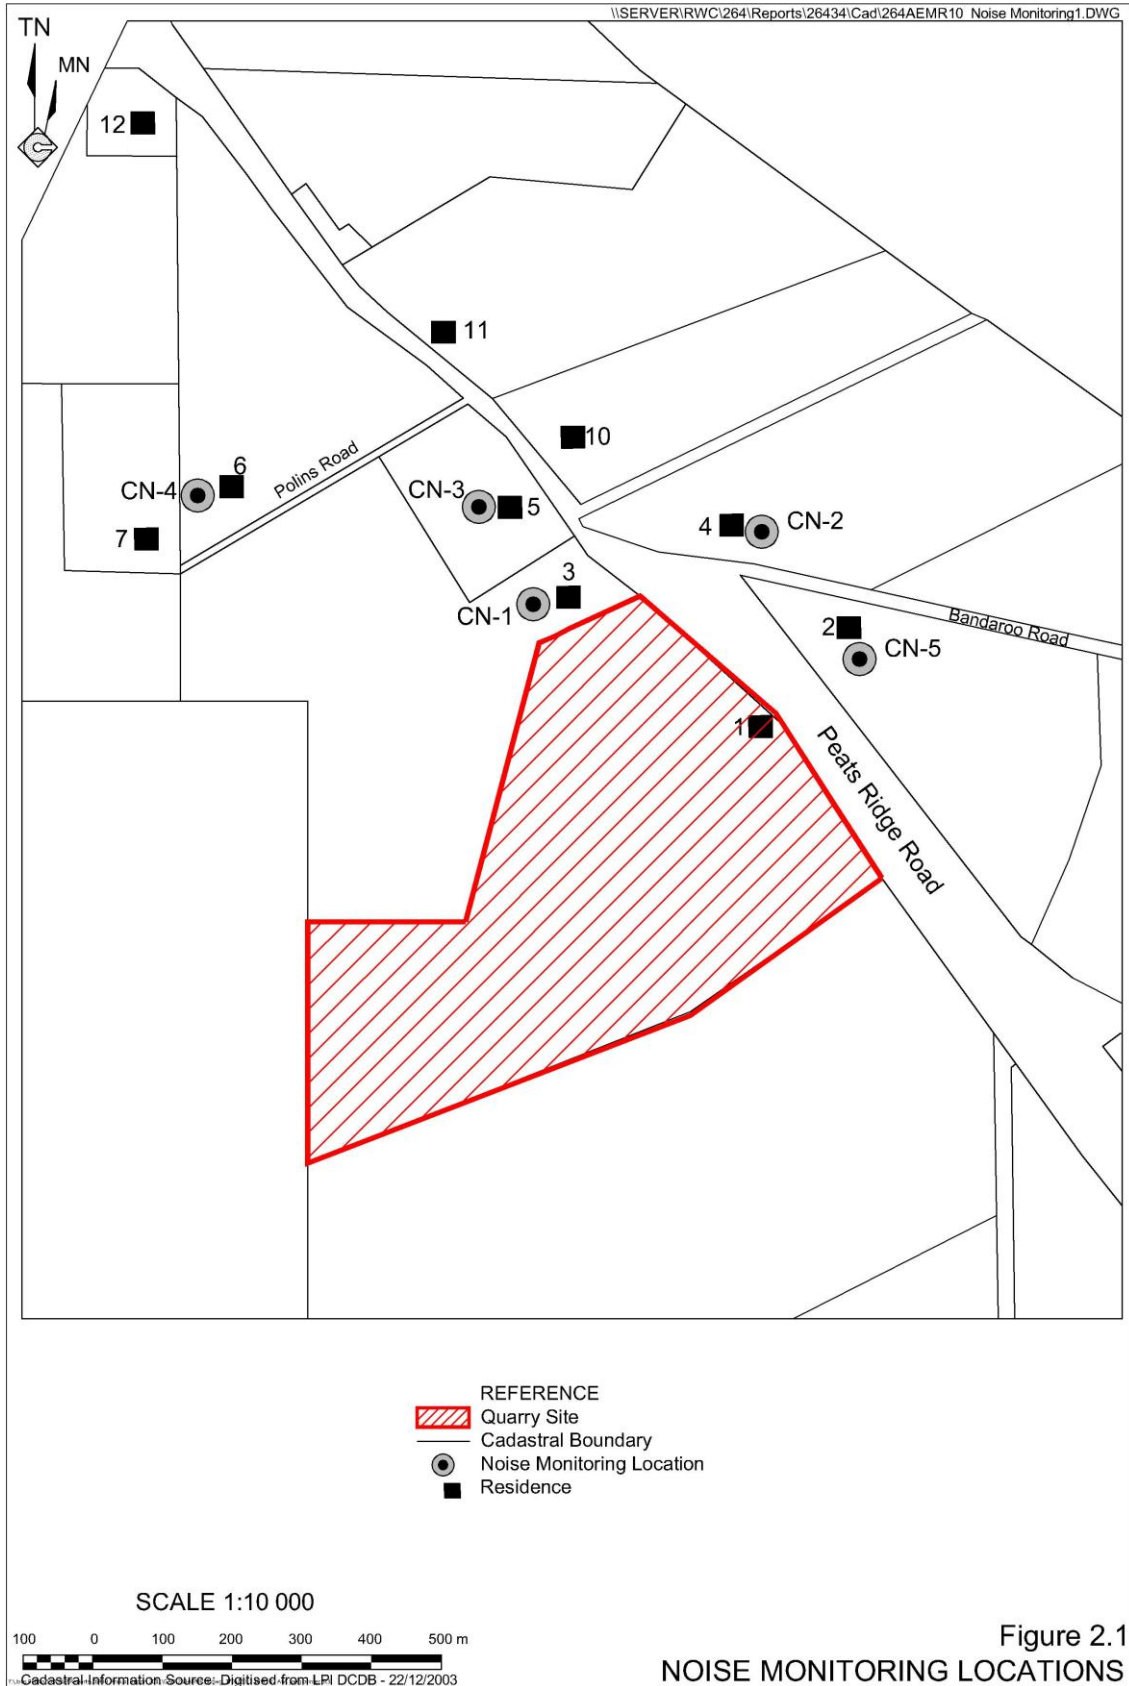 \\SERVER\RWC\264\Reports\26434\Cad\264AEMR10_Noise Monitoring1.DWG
TN
MN
12
11
10
Polins Road
6
CN-4
7
CN-3
5
4
CN-2
3
CN-1
2
Bandaroo Road
CN-5
1
Peats Ridge Road
REFERENCE
Quarry Site
Cadastral Boundary
Noise Monitoring Location
Residence
SCALE 1:10 000
100 0 100 200 300 400 500 m
Cadastral Information Source: Digitised from LPI DCDB - 22/12/2003
Figure 2.1
NOISE MONITORING LOCATIONS